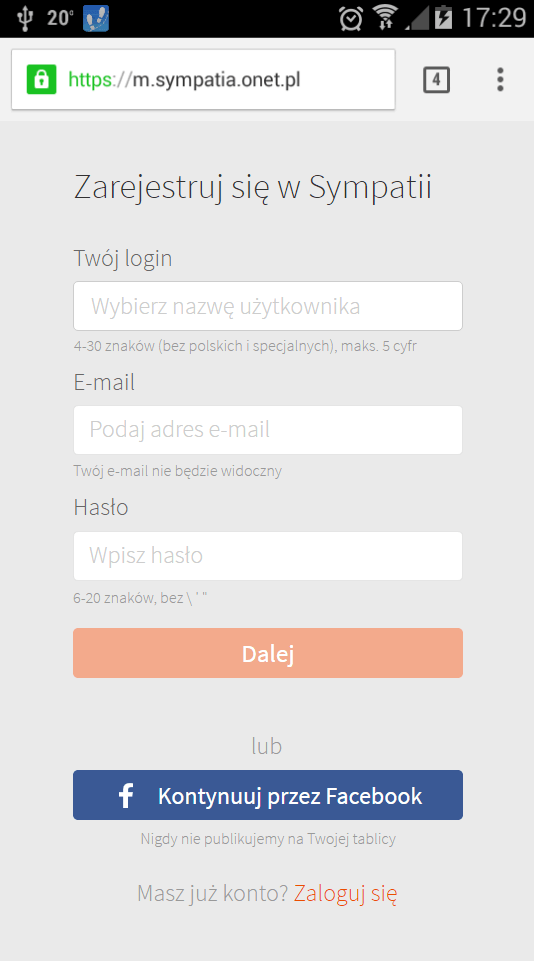 20°
17:29
https://m.sympatia.onet.pl
4
Zarejestruj się w Sympatii
Twój login
Wybierz nazwę użytkownika
4-30 znaków (bez polskich i specjalnych), maks. 5 cyfr
E-mail
Podaj adres e-mail
Twój e-mail nie będzie widoczny
Hasło
Wpisz hasło
6-20 znaków, bez \ ' "
Dalej
lub
Kontynuuj przez Facebook
Nigdy nie publikujemy na Twojej tablicy
Masz już konto? Zaloguj się